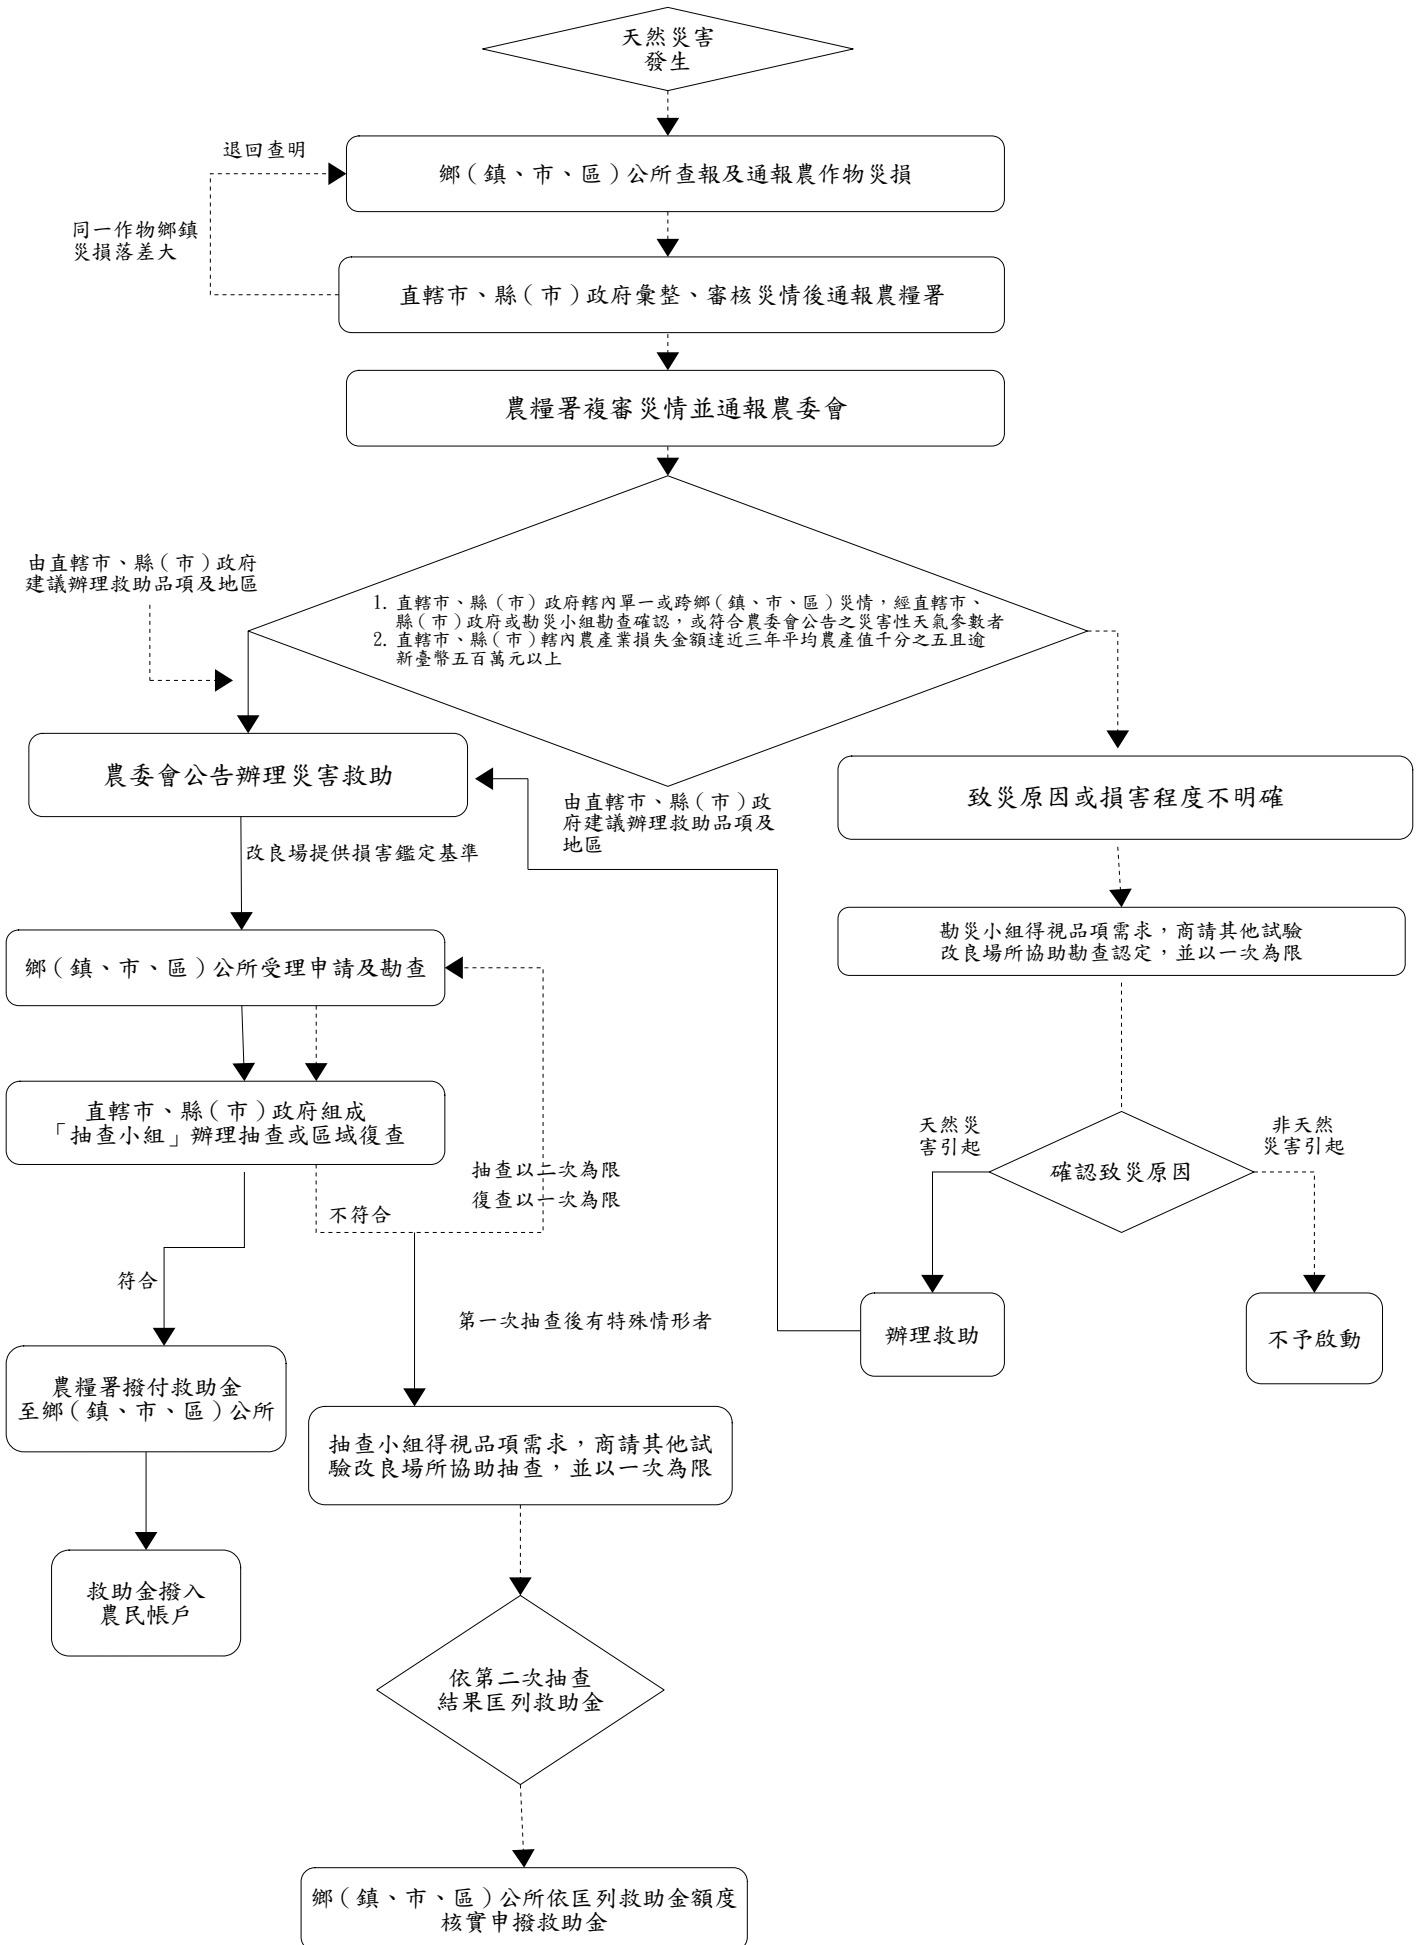 天然災害
發生
退回查明
鄉（鎮、市、區）公所查報及通報農作物災損
同一作物鄉鎮
災損落差大
直轄市、縣（市）政府彙整、審核災情後通報農糧署
農糧署複審災情並通報農委會
由直轄市、縣（市）政府
建議辦理救助品項及地區
1. 直轄市、縣（市）政府轄內單一或跨鄉（鎮、市、區）災情，經直轄市、
縣（市）政府或勘災小組勘查確認，或符合農委會公告之災害性天氣參數者
2. 直轄市、縣（市）轄內農產業損失金額達近三年平均農產值千分之五且逾
新臺幣五百萬元以上
農委會公告辦理災害救助
由直轄市、縣（市）政
府建議辦理救助品項及
地區
致災原因或損害程度不明確
改良場提供損害鑑定基準
勘災小組得視品項需求，商請其他試驗
改良場所協助勘查認定，並以一次為限
鄉（鎮、市、區）公所受理申請及勘查
直轄市、縣（市）政府組成
「抽查小組」辦理抽查或區域復查
天然災
害引起
非天然
災害引起
確認致災原因
抽查以二次為限
復查以一次為限
不符合
符合
第一次抽查後有特殊情形者
辦理救助
不予啟動
農糧署撥付救助金
至鄉（鎮、市、區）公所
抽查小組得視品項需求，商請其他試
驗改良場所協助抽查，並以一次為限
救助金撥入
農民帳戶
依第二次抽查
結果匡列救助金
鄉（鎮、市、區）公所依匡列救助金額度
核實申撥救助金